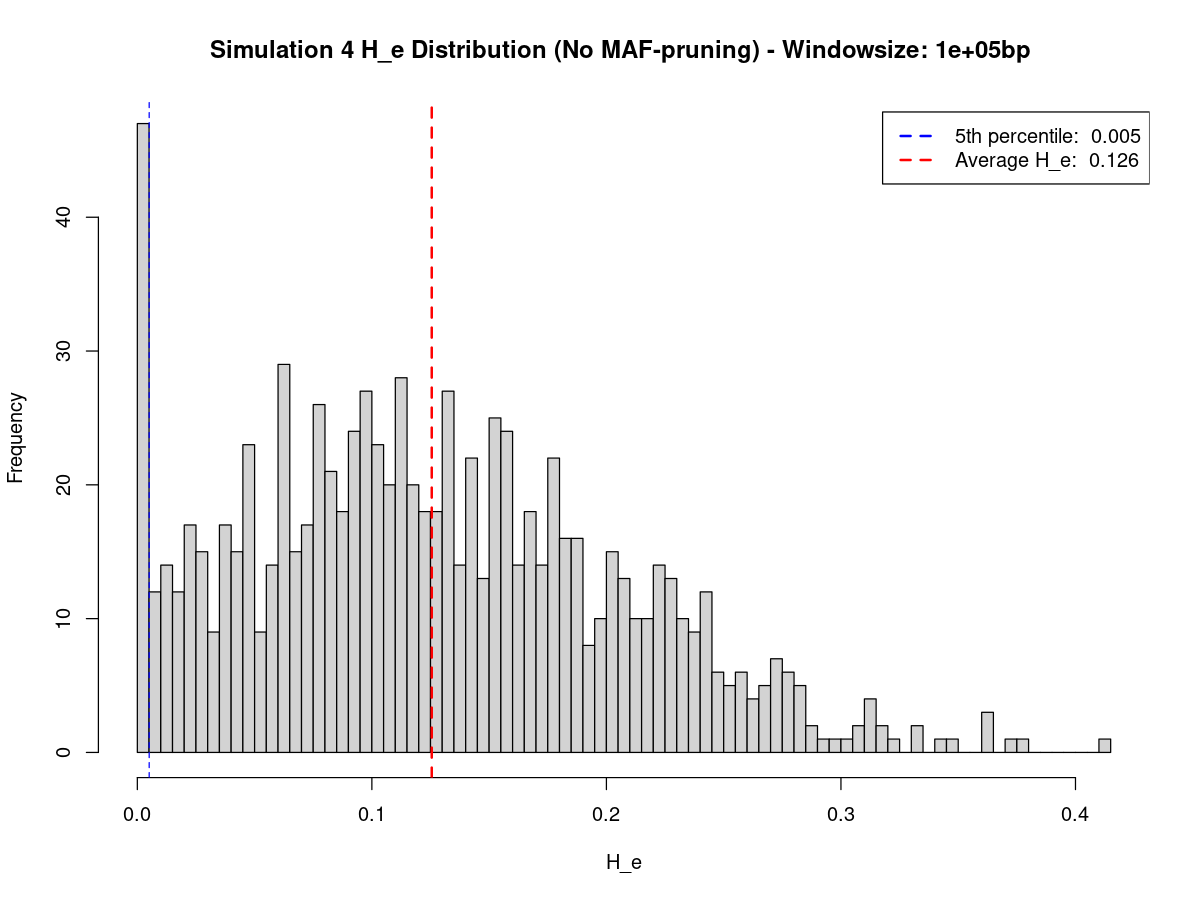 Simulation 4 H_e Distribution (No MAF-pruning) - Windowsize: 1e+05bp
5th percentile: 0.005
Average H_e: 0.126
Frequency
40
30
20
10
0
0.0 0.1 0.2 0.3 0.4
H_e